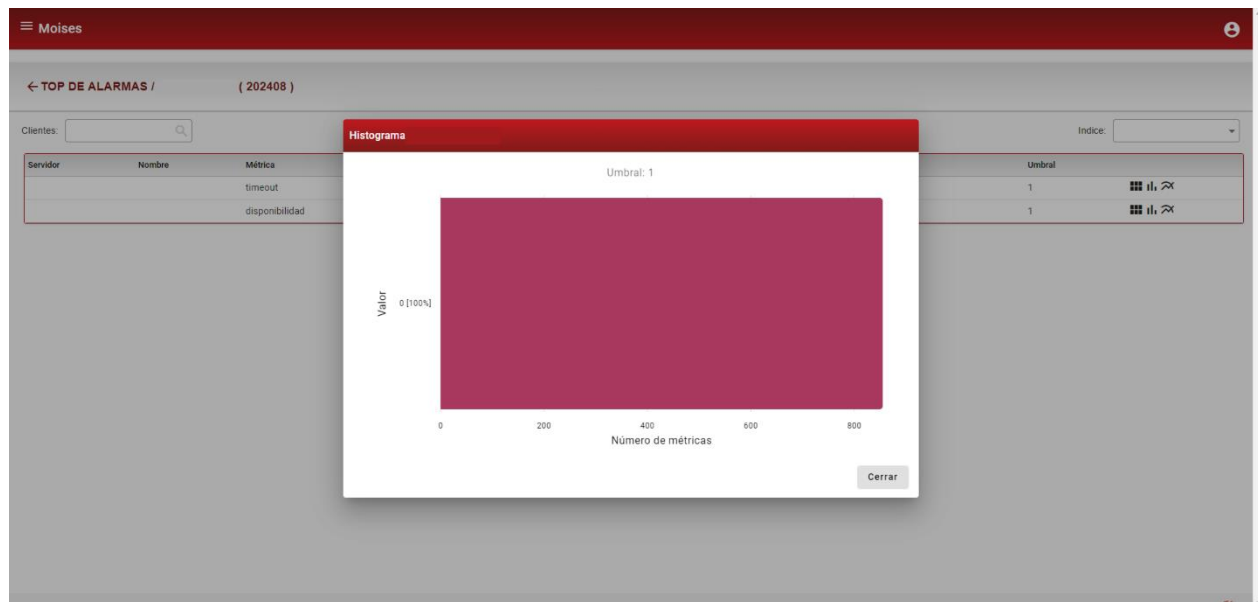 Moises
TOP DE ALARMAS / ( 202408 )
Clientes:
Indice:
Servidor Nombre Métrica Umbral
timeout 1
disponibilidad 1
Histograma
Umbral: 1
Valor
0 [100%]
0 200 400 600 800
Número de métricas
Cerrar